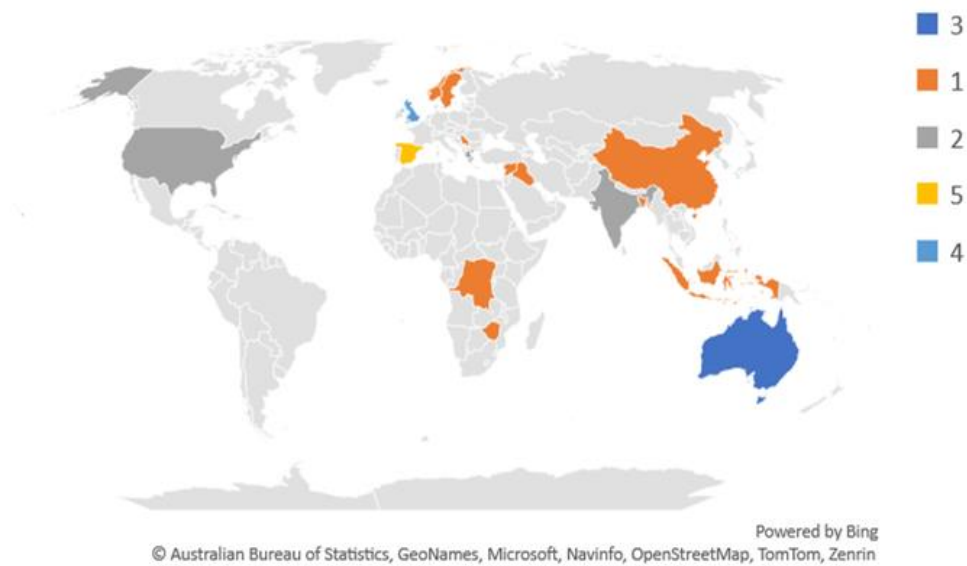 3
1
2
5
4
Powered by Bing
© Australian Bureau of Statistics, GeoNames, Microsoft, Navinfo, OpenStreetMap, TomTom, Zenrin